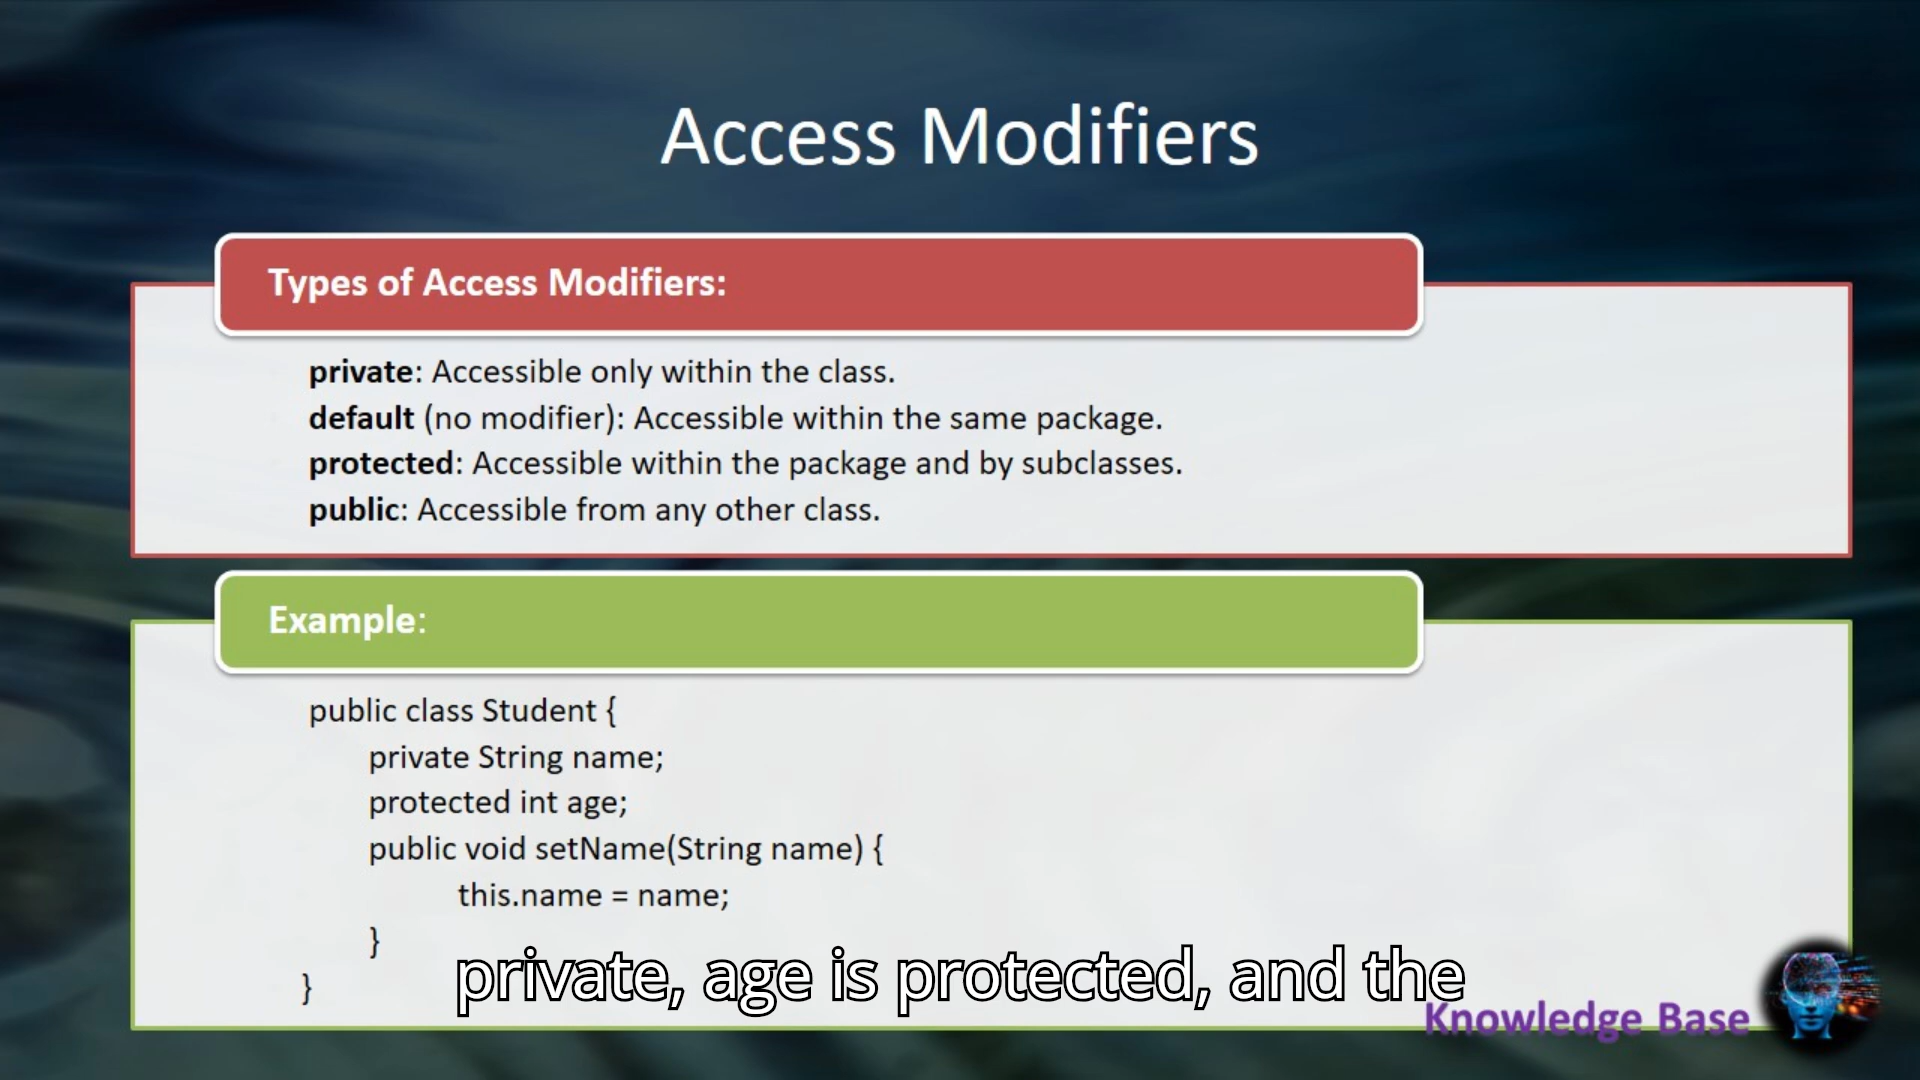 Access Modifiers
Types of Access Modifiers:
private: Accessible only within the class.
default (no modifier): Accessible within the same package.
protected: Accessible within the package and by subclasses.
public: Accessible from any other class.
Example:
public class Student {
private String name;
protected int age;
public void setName(String name) {
this.name = name;
}
}
private, age is protected, and the
Knowledge Base